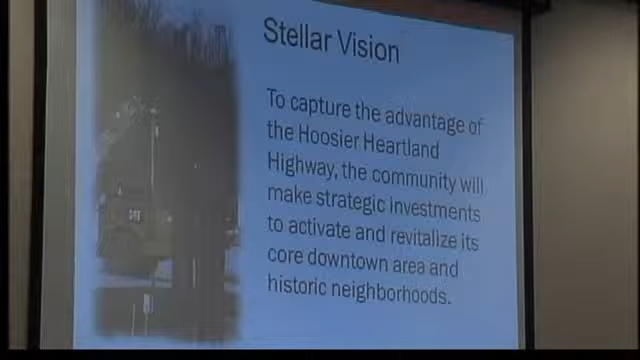 Stellar Vision
To capture the advantage of
the Hoosier Heartland
Highway, the community will
make strategic investments
to activate and revitalize its
core downtown area and
historic neighborhoods.